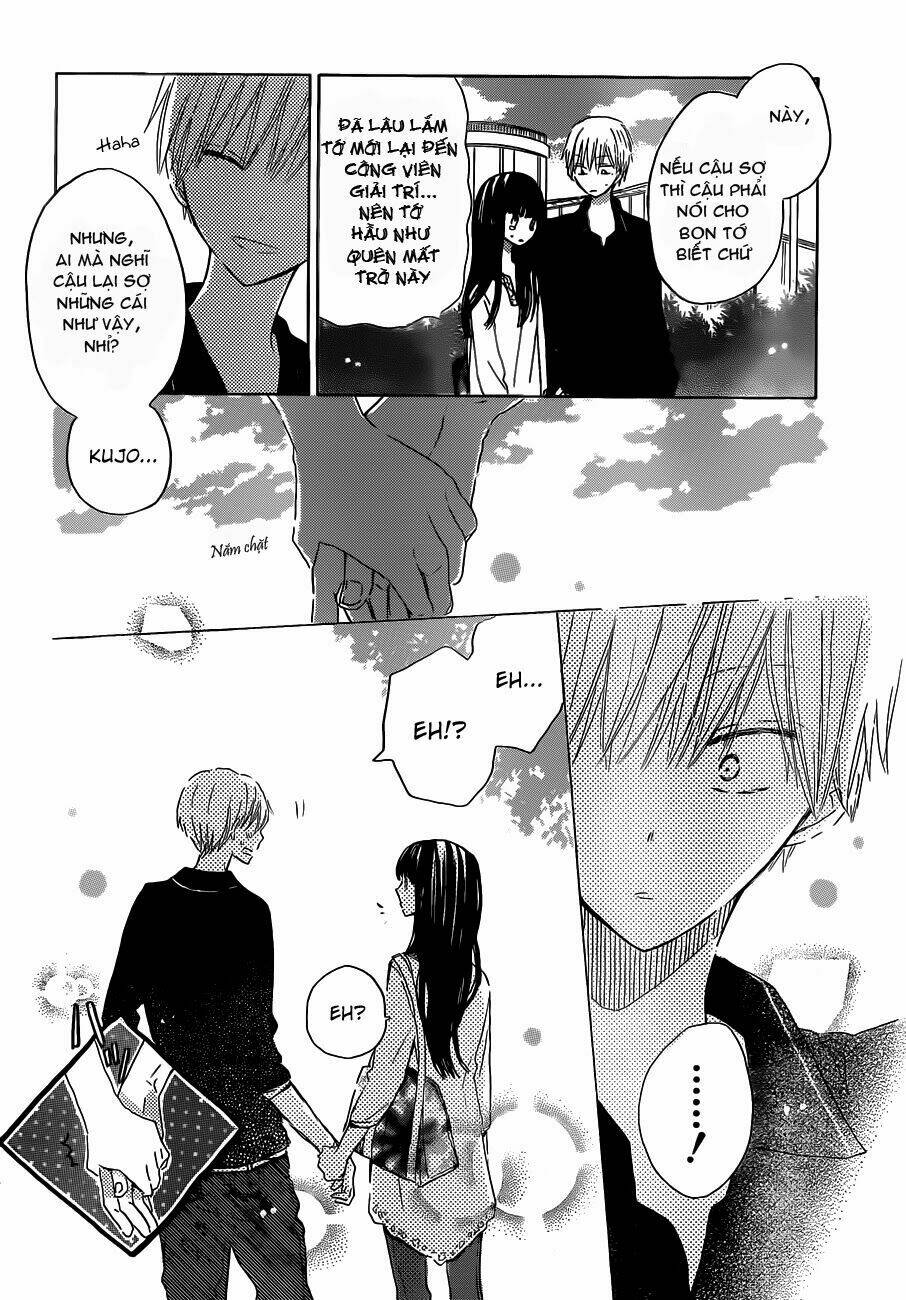 NÀY,
NẾU CẬU SỢ
THÌ CẬU PHẢI
NÓI CHO
BỌN TỚ
BIẾT CHỨ
ĐÃ LÂU LẮM
TỚ MỚI LẠI ĐẾN
CÔNG VIÊN
GIẢI TRÍ...
NÊN TỚ
HẦU NHƯ
QUÊN MẤT
TRÒ NÀY
Haha
NHƯNG,
AI MÀ NGHĨ
CẬU LẠI SỢ
NHỮNG CÁI
NHƯ VẬY,
NHỈ?
KUJO...
Nắm chặt
EH...
EH!?
EH?
......!